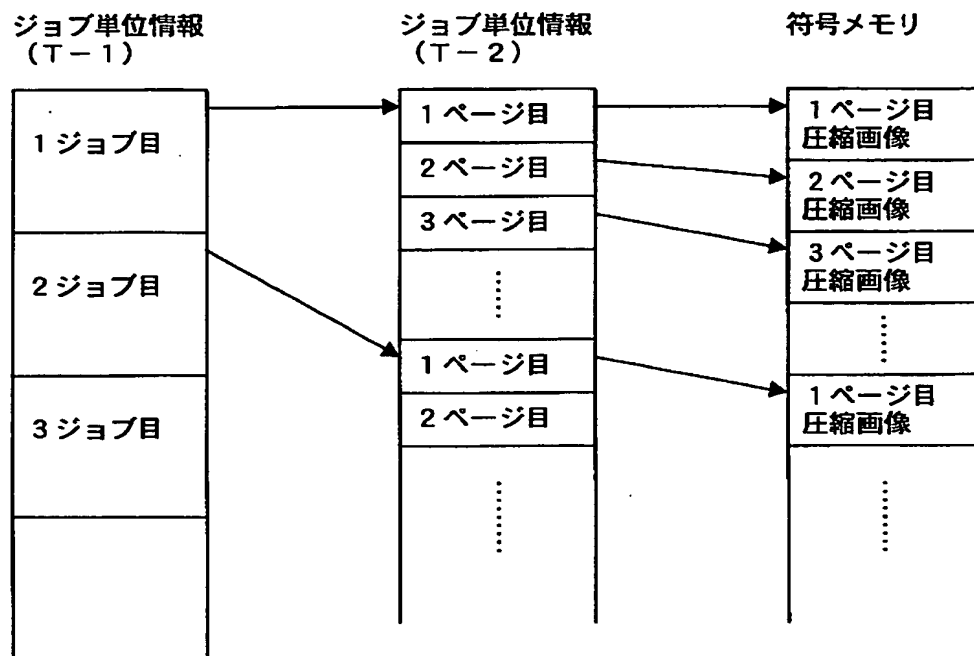 ジョブ単位情報
（Ｔ－１）
１ジョブ目
２ジョブ目
３ジョブ目
ジョブ単位情報
（Ｔ－２）
１ページ目
２ページ目
３ページ目
１ページ目
２ページ目
符号メモリ
１ページ目
圧縮画像
２ページ目
圧縮画像
３ページ目
圧縮画像
１ページ目
圧縮画像